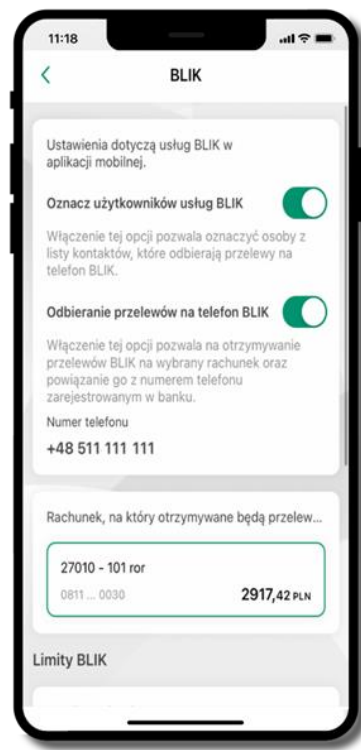 11:18
BLIK
Ustawienia dotyczą usług BLIK w
aplikacji mobilnej.
Oznacz użytkowników usług BLIK
Włączenie tej opcji pozwala oznaczyć osoby z
listy kontaktów, które odbierają przelewy na
telefon BLIK.
Odbieranie przelewów na telefon BLIK
Włączenie tej opcji pozwala na otrzymywanie
przelewów BLIK na wybrany rachunek oraz
powiązanie go z numerem telefonu
zarejestrowanym w banku.
Numer telefonu
+48 511 111 111
Rachunek, na który otrzymywane będą przelew...
27010 - 101 ror
0811 ... 0030 2917,42 PLN
Limity BLIK